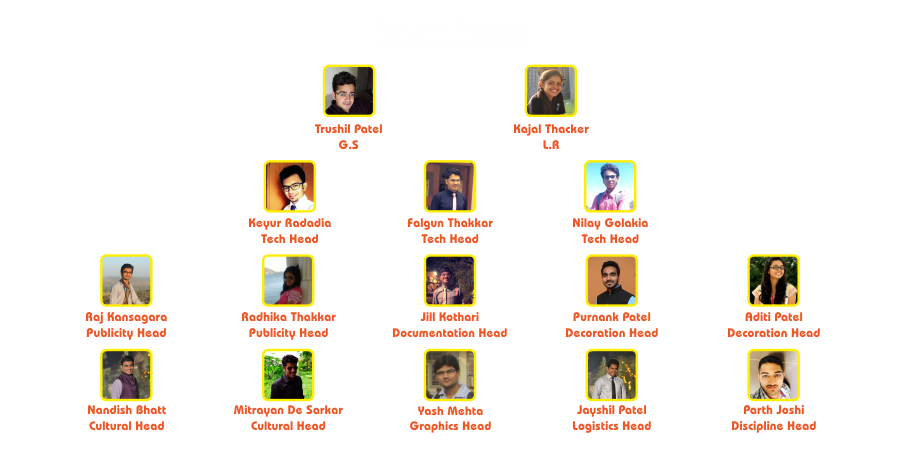 Trushil Patel
G.S
Kajal Thacker
L.R
Keyur Radadia
Tech Head
Falgun Thakkar
Tech Head
Nilay Golakia
Tech Head
Raj Kansagara
Publicity Head
Radhika Thakkar
Publicity Head
Jill Kothari
Documentation Head
Purnank Patel
Decoration Head
Aditi Patel
Decoration Head
Nandish Bhatt
Cultural Head
Mitrayan De Sarkar
Cultural Head
Yash Mehta
Graphics Head
Jayshil Patel
Logistics Head
Parth Joshi
Discipline Head